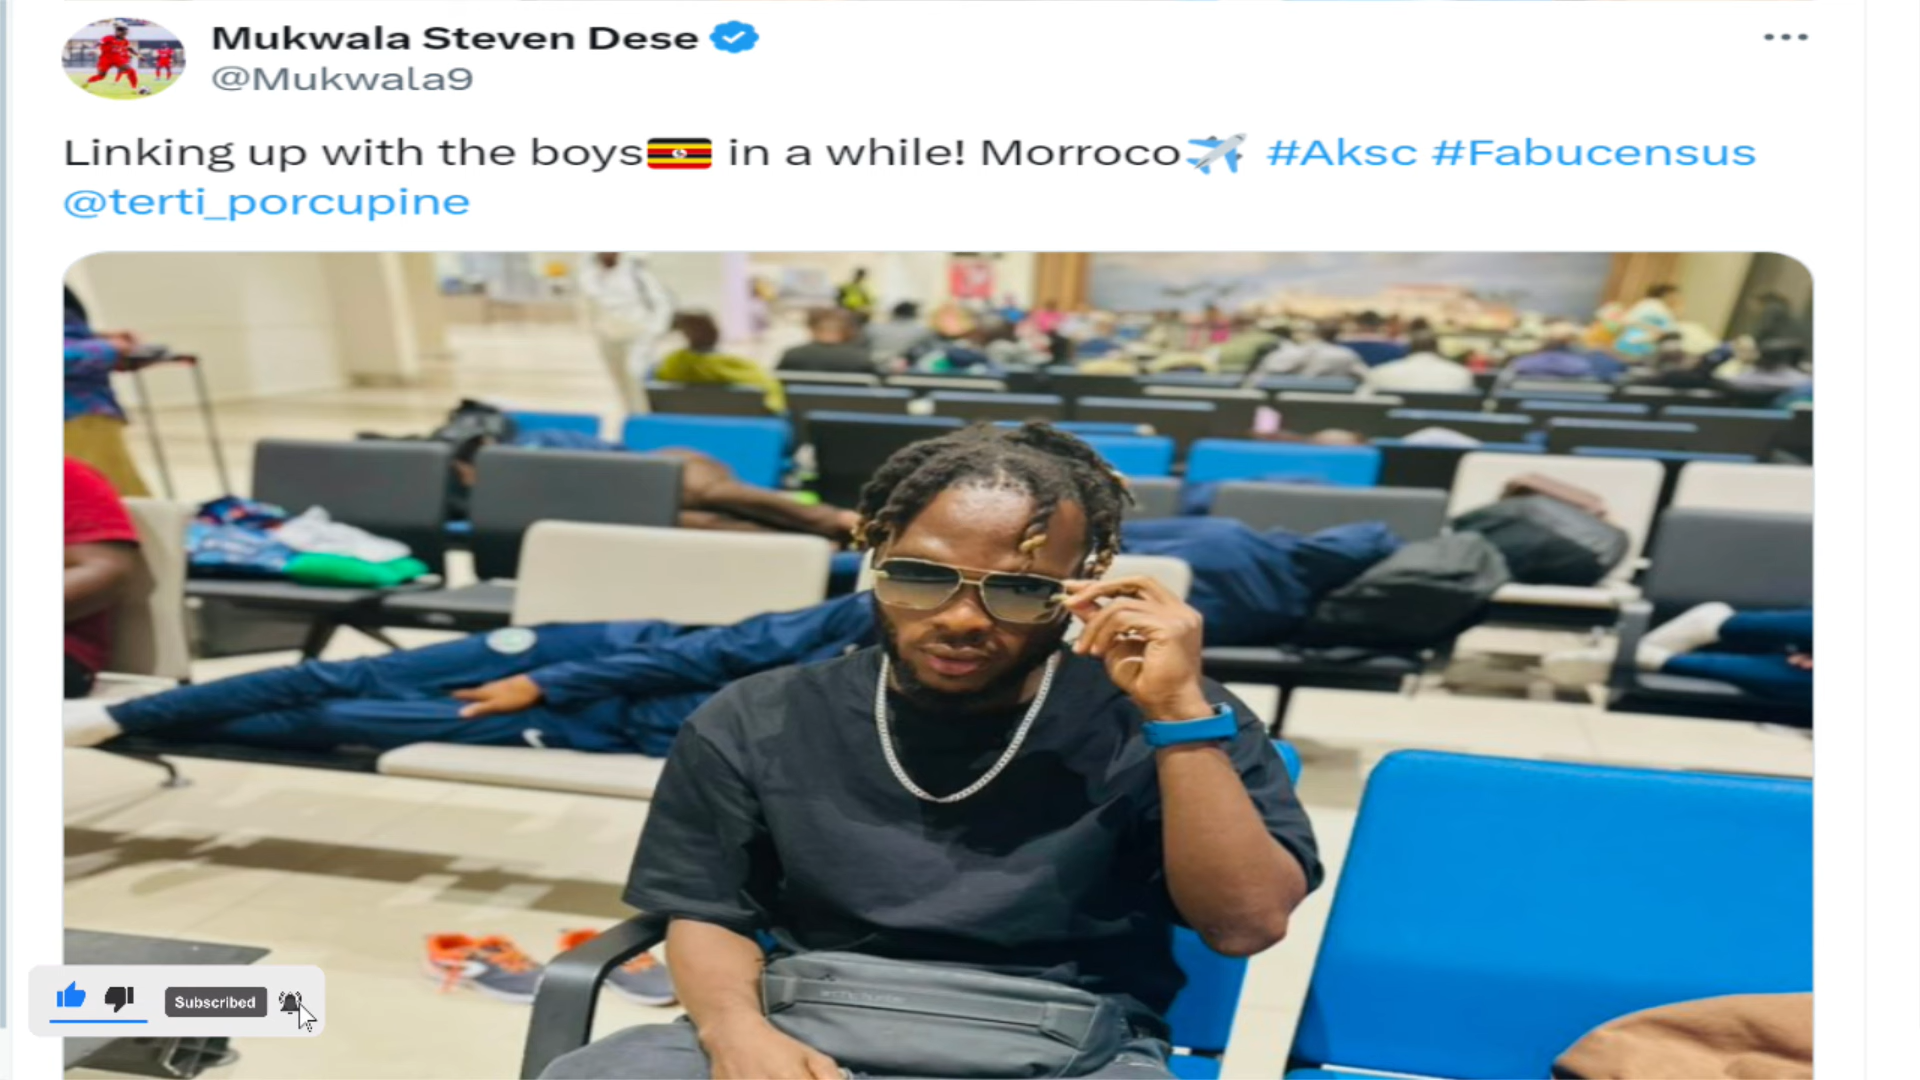 Mukwala Steven Dese
@Mukwala9
Linking up with the boys🇺🇬 in a while! Morroco✈️ #Aksc #Fabucensus
@terti_porcupine
Subscribed